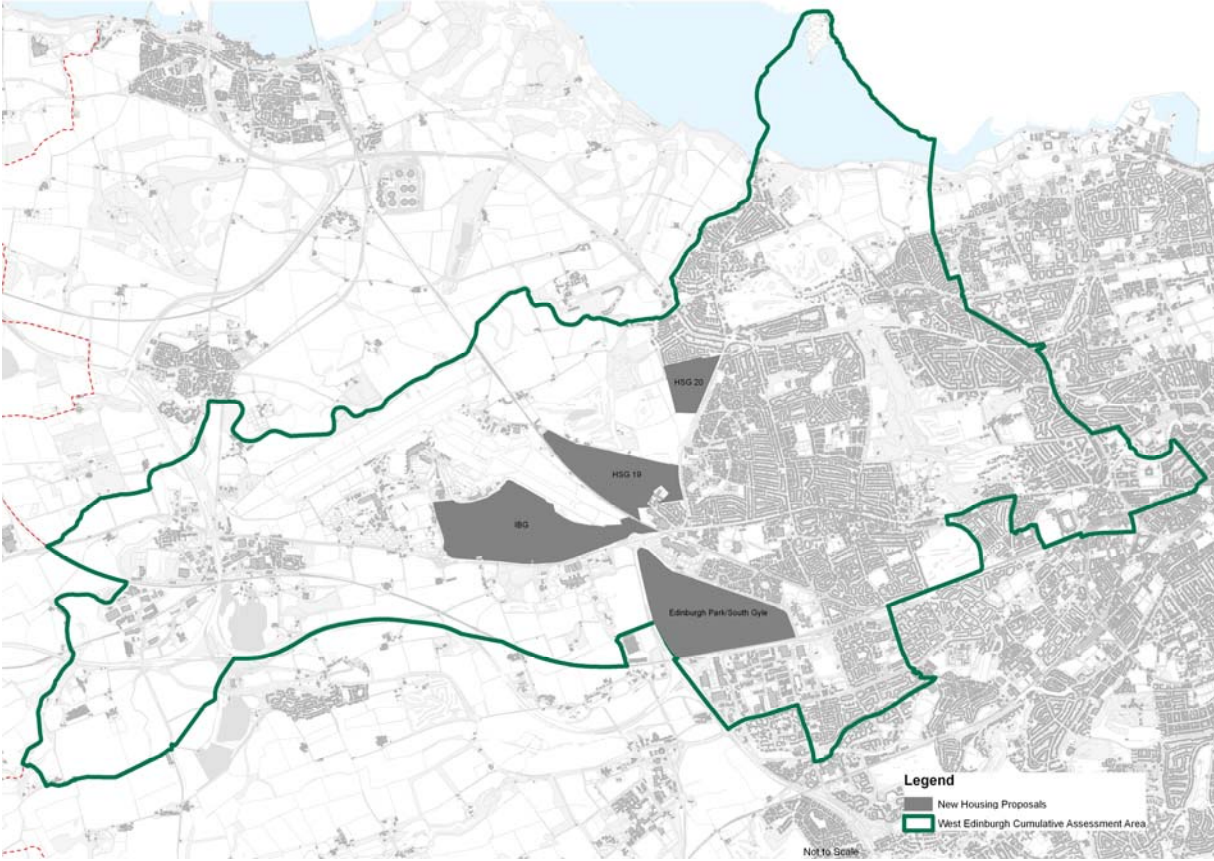 HSG 20
HSG 19
IBG
Edinburgh Park/South Gyle
Legend
New Housing Proposals
West Edinburgh Cumulative Assessment Area
Not to Scale